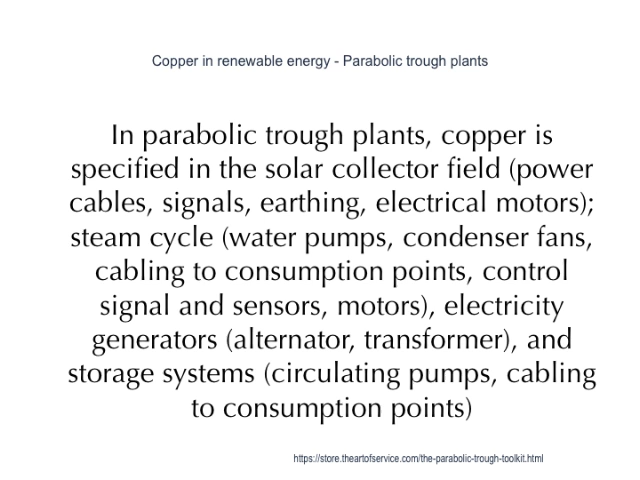 Copper in renewable energy - Parabolic trough plants
In parabolic trough plants, copper is
specified in the solar collector field (power
cables, signals, earthing, electrical motors);
steam cycle (water pumps, condenser fans,
cabling to consumption points, control
signal and sensors, motors), electricity
generators (alternator, transformer), and
storage systems (circulating pumps, cabling
to consumption points)
https://store.theartofservice.com/the-parabolic-trough-toolkit.html